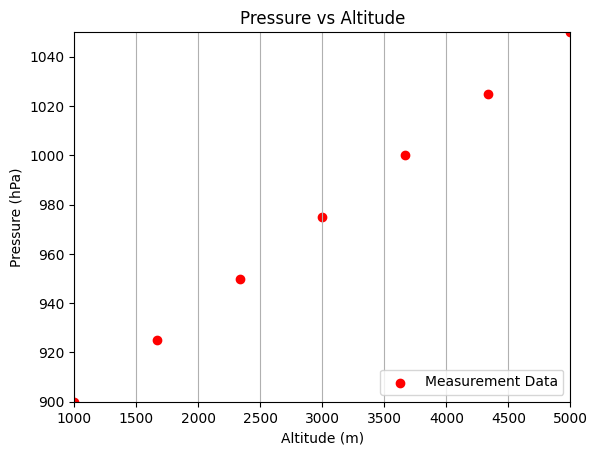 Pressure vs Altitude
Pressure (hPa)
1040
1020
1000
980
960
940
920
900
1000 1500 2000 2500 3000 3500 4000 4500 5000
Altitude (m)
Measurement Data